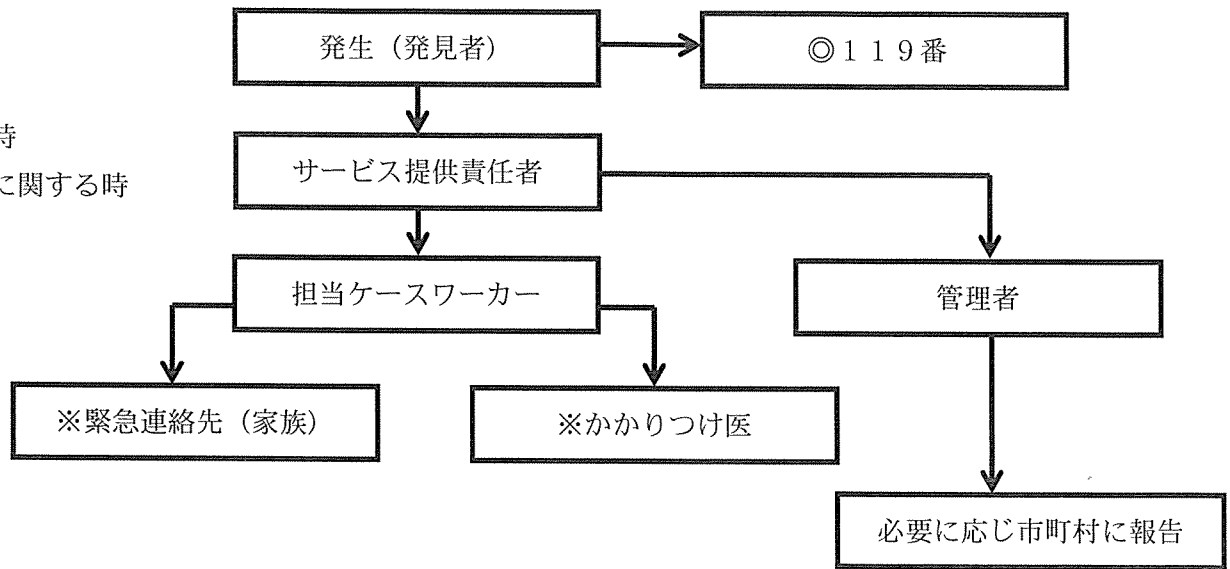 発生（発見者）
◎１１９番
時
サービス提供責任者
に関する時
担当ケースワーカー
管理者
※緊急連絡先（家族）
※かかりつけ医
必要に応じ市町村に報告